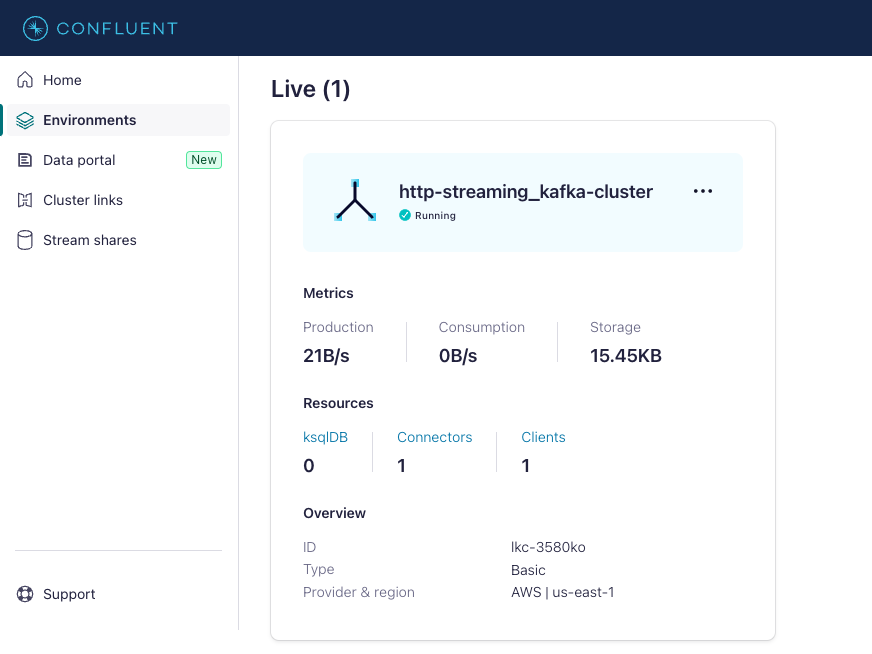 CONFLUENT
Home
Environments
Data portal New
Cluster links
Stream shares
Support
Live (1)
http-streaming_kafka-cluster
Running
Metrics
Production Consumption Storage
21B/s 0B/s 15.45KB
Resources
ksqlDB Connectors Clients
0 1 1
Overview
ID lkc-3580ko
Type Basic
Provider & region AWS | us-east-1